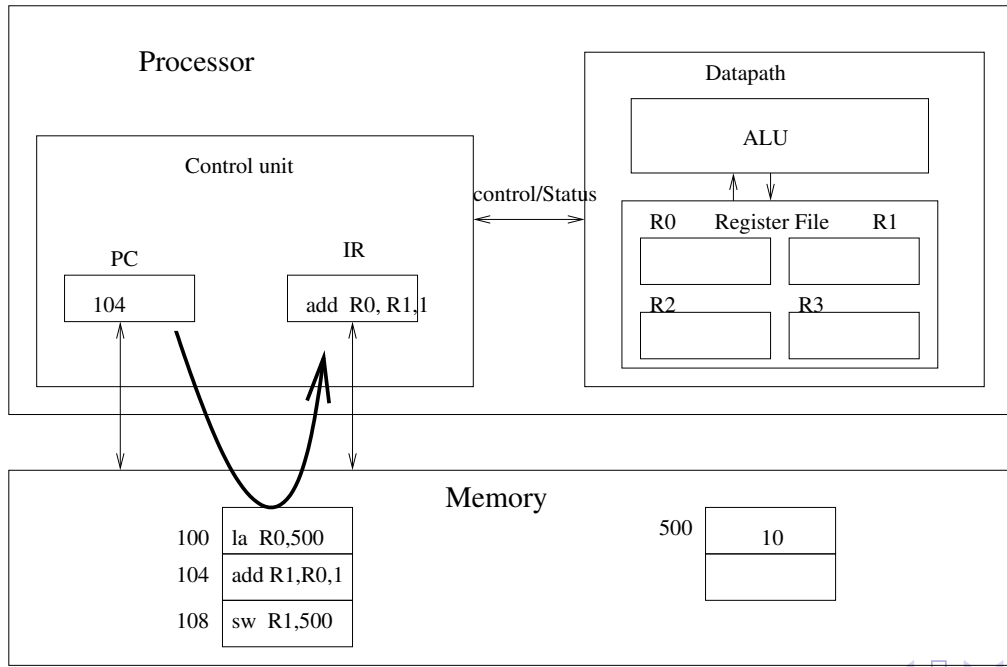 Processor
Datapath
ALU
Control unit
control/Status
R0 Register File R1
PC
IR
104
add R0, R1,1
R2
R3
Memory
100 la R0,500
104 add R1,R0,1
108 sw R1,500
500 10